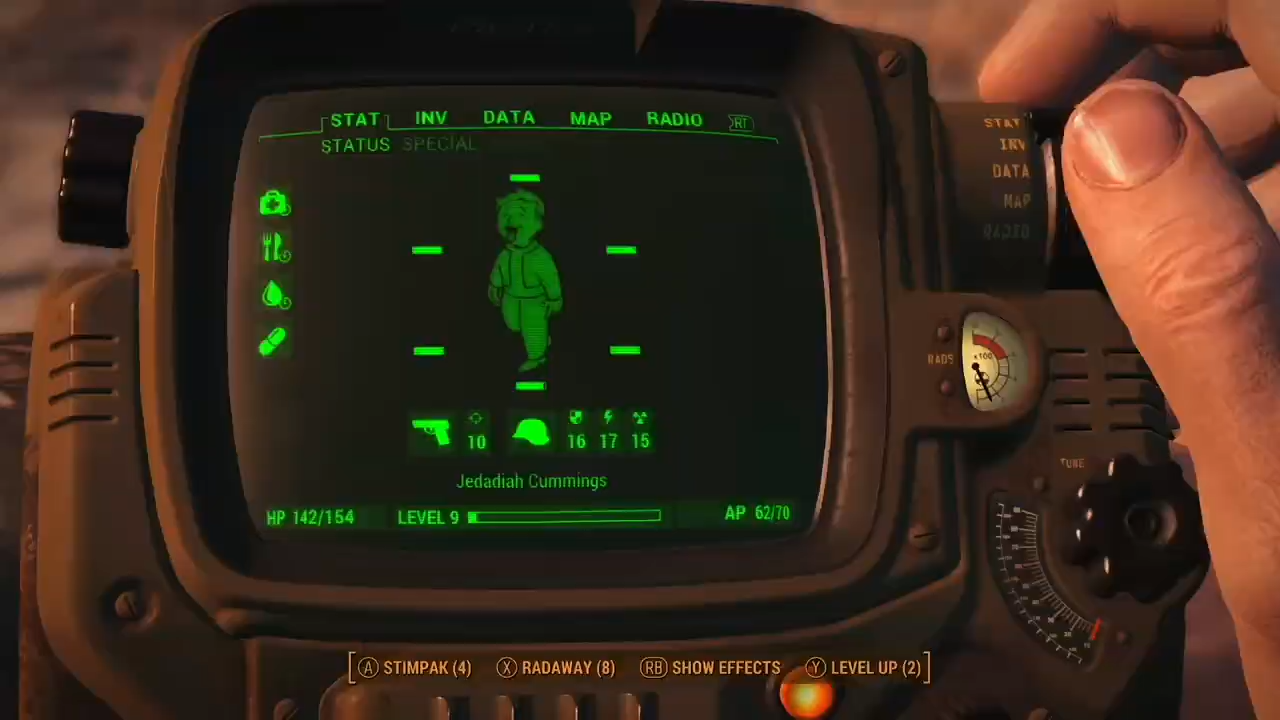 STAT INV DATA MAP RADIO RT
STATUS SPECIAL
10 16 17 15
Jedadiah Cummings
HP 142/154 LEVEL 9 AP 62/70
STAT
INV
DATA
MAP
RADIO
RADS
x100
TUNE
A STIMPAK (4) X RADAWAY (8) RB SHOW EFFECTS Y LEVEL UP (2)